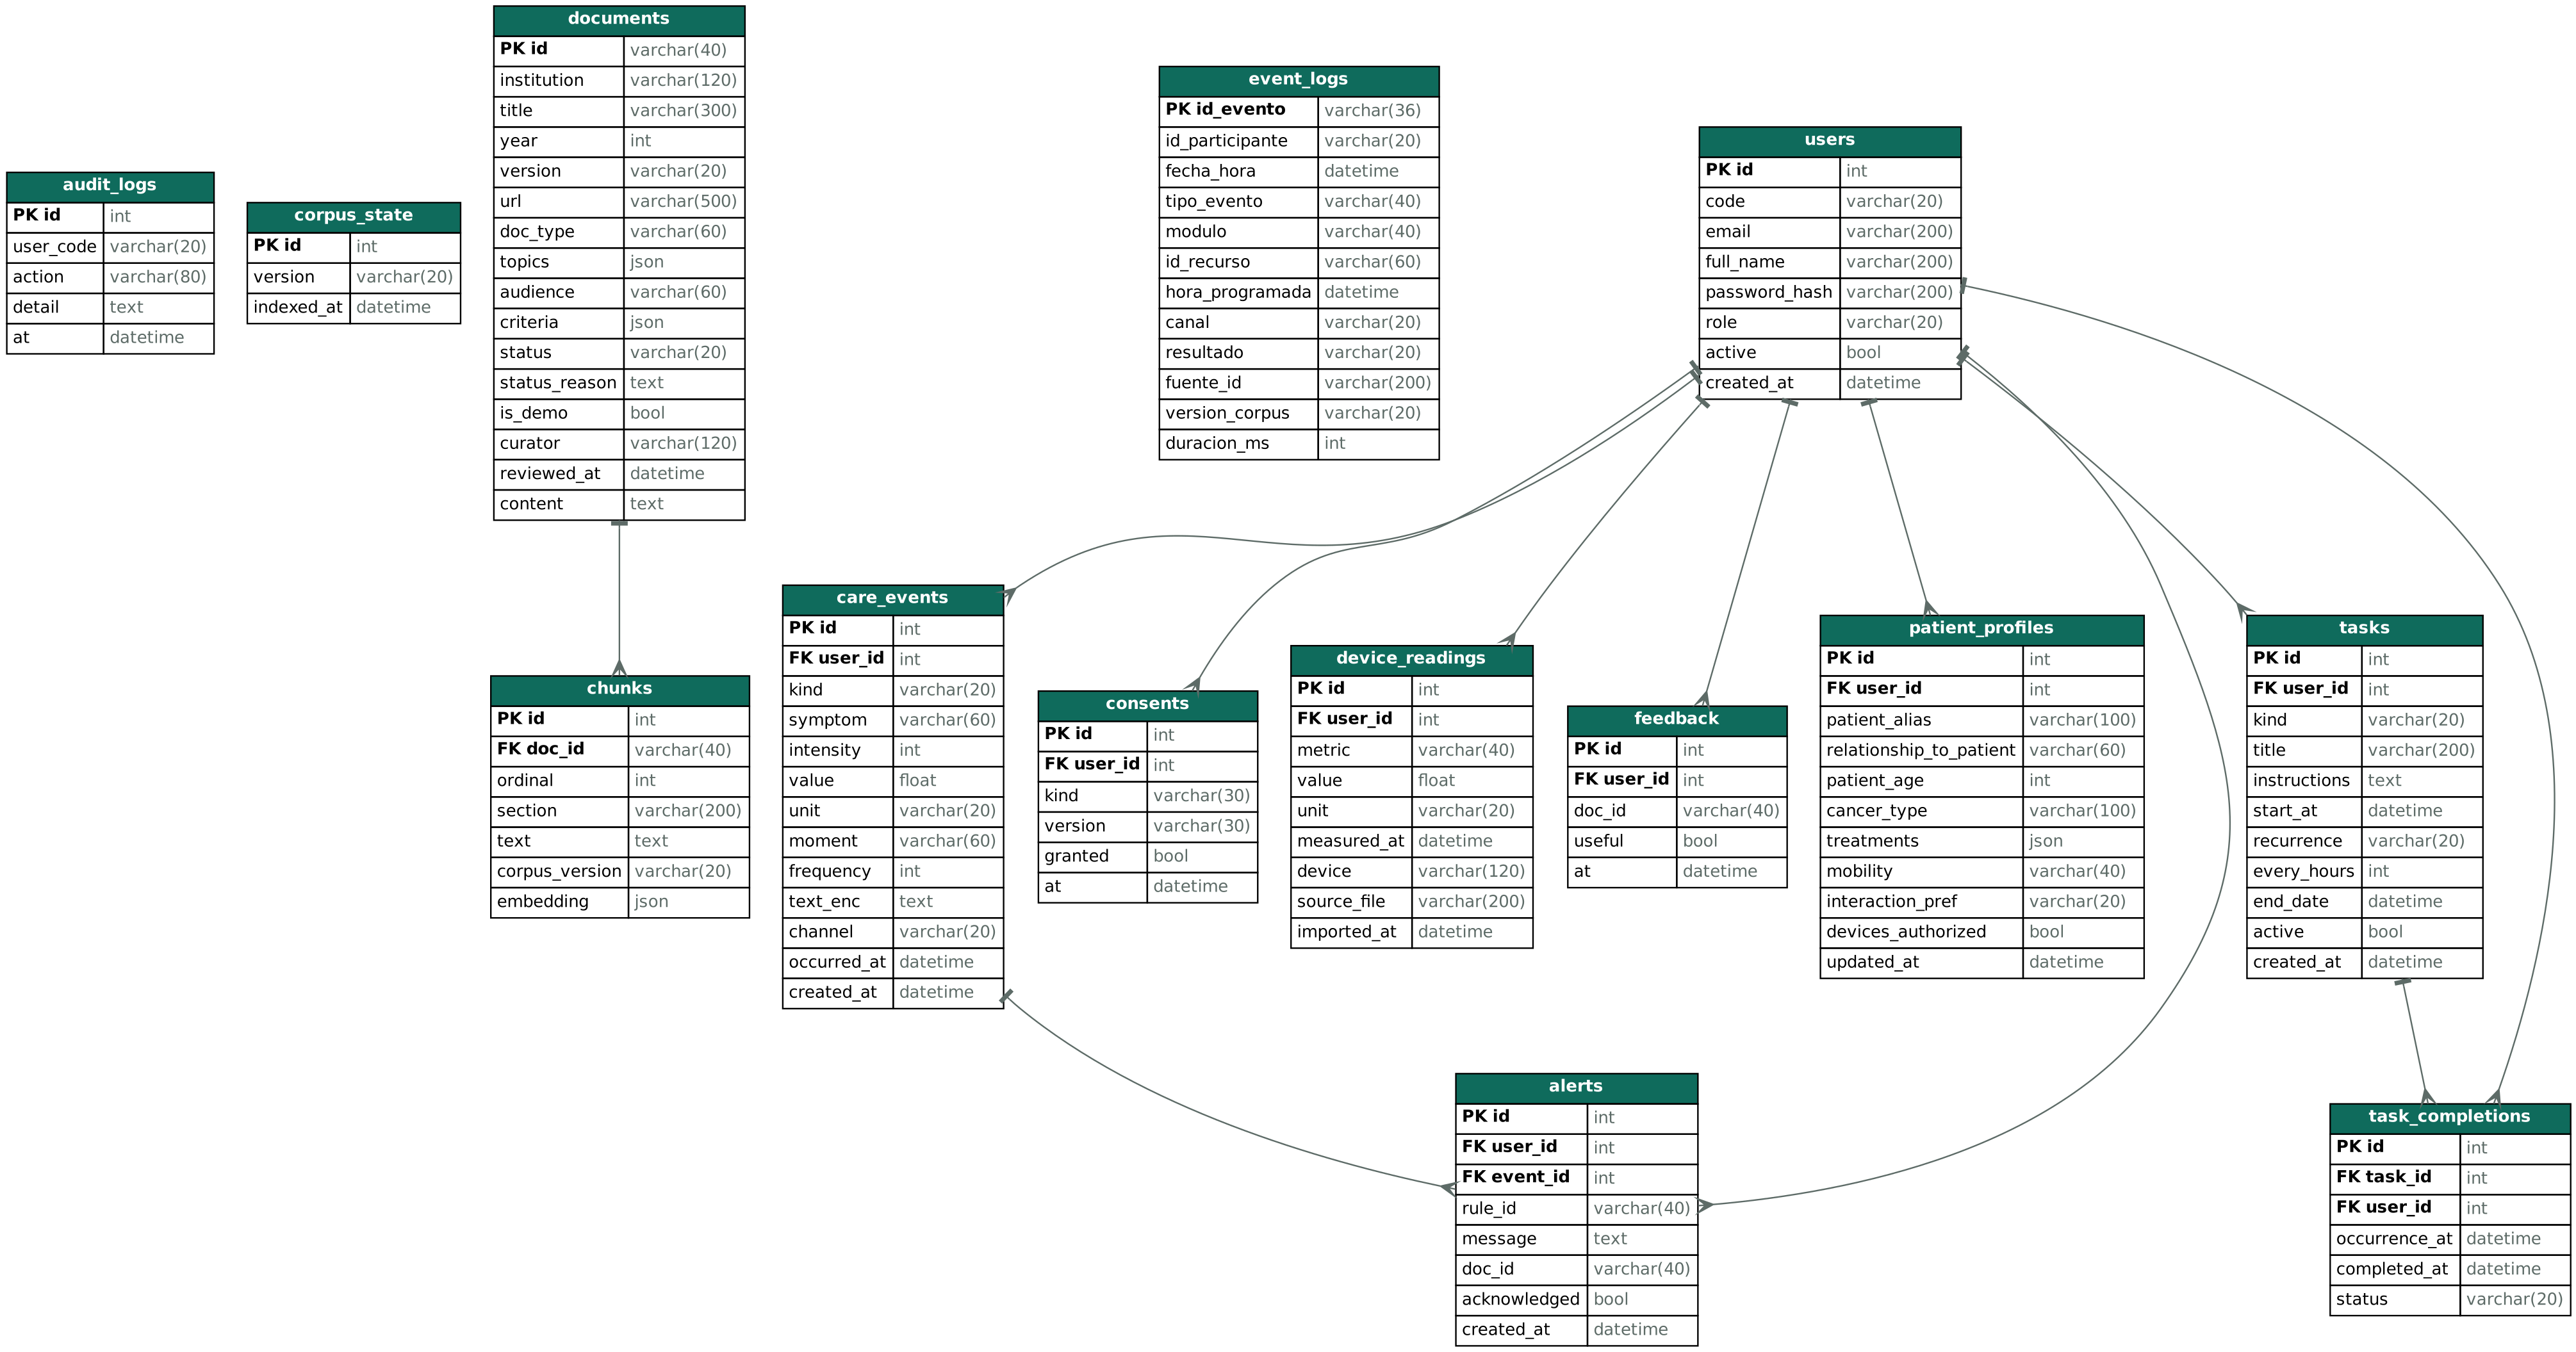 documents
PK id varchar(40)
institution varchar(120)
title varchar(300)
year int
version varchar(20)
url varchar(500)
doc_type varchar(60)
topics json
audience varchar(60)
criteria json
status varchar(20)
status_reason text
is_demo bool
curator varchar(120)
reviewed_at datetime
content text
event_logs
PK id_evento varchar(36)
id_participante varchar(20)
fecha_hora datetime
tipo_evento varchar(40)
modulo varchar(40)
id_recurso varchar(60)
hora_programada datetime
canal varchar(20)
resultado varchar(20)
fuente_id varchar(200)
version_corpus varchar(20)
duracion_ms int
users
PK id int
code varchar(20)
email varchar(200)
full_name varchar(200)
password_hash varchar(200)
role varchar(20)
active bool
created_at datetime
audit_logs
PK id int
user_code varchar(20)
action varchar(80)
detail text
at datetime
corpus_state
PK id int
version varchar(20)
indexed_at datetime
chunks
PK id int
FK doc_id varchar(40)
ordinal int
section varchar(200)
text text
corpus_version varchar(20)
embedding json
care_events
PK id int
FK user_id int
kind varchar(20)
symptom varchar(60)
intensity int
value float
unit varchar(20)
moment varchar(60)
frequency int
text_enc text
channel varchar(20)
occurred_at datetime
created_at datetime
consents
PK id int
FK user_id int
kind varchar(30)
version varchar(30)
granted bool
at datetime
device_readings
PK id int
FK user_id int
metric varchar(40)
value float
unit varchar(20)
measured_at datetime
device varchar(120)
source_file varchar(200)
imported_at datetime
feedback
PK id int
FK user_id int
doc_id varchar(40)
useful bool
at datetime
patient_profiles
PK id int
FK user_id int
patient_alias varchar(100)
relationship_to_patient varchar(60)
patient_age int
cancer_type varchar(100)
treatments json
mobility varchar(40)
interaction_pref varchar(20)
devices_authorized bool
updated_at datetime
tasks
PK id int
FK user_id int
kind varchar(20)
title varchar(200)
instructions text
start_at datetime
recurrence varchar(20)
every_hours int
end_date datetime
active bool
created_at datetime
alerts
PK id int
FK user_id int
FK event_id int
rule_id varchar(40)
message text
doc_id varchar(40)
acknowledged bool
created_at datetime
task_completions
PK id int
FK task_id int
FK user_id int
occurrence_at datetime
completed_at datetime
status varchar(20)